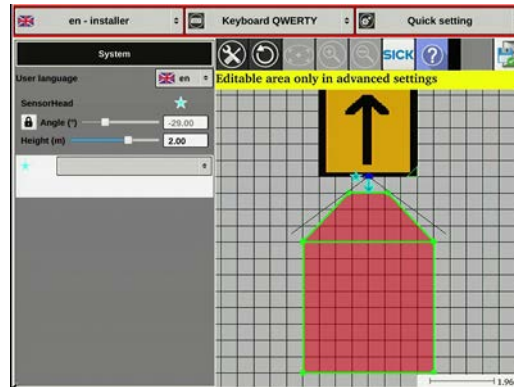 en - installer
Keyboard QWERTY
Quick setting
System
SICK
?
User language
en
Editable area only in advanced settings
SensorHead
Angle (°)
-29.00
Height (m)
2.00
1.96